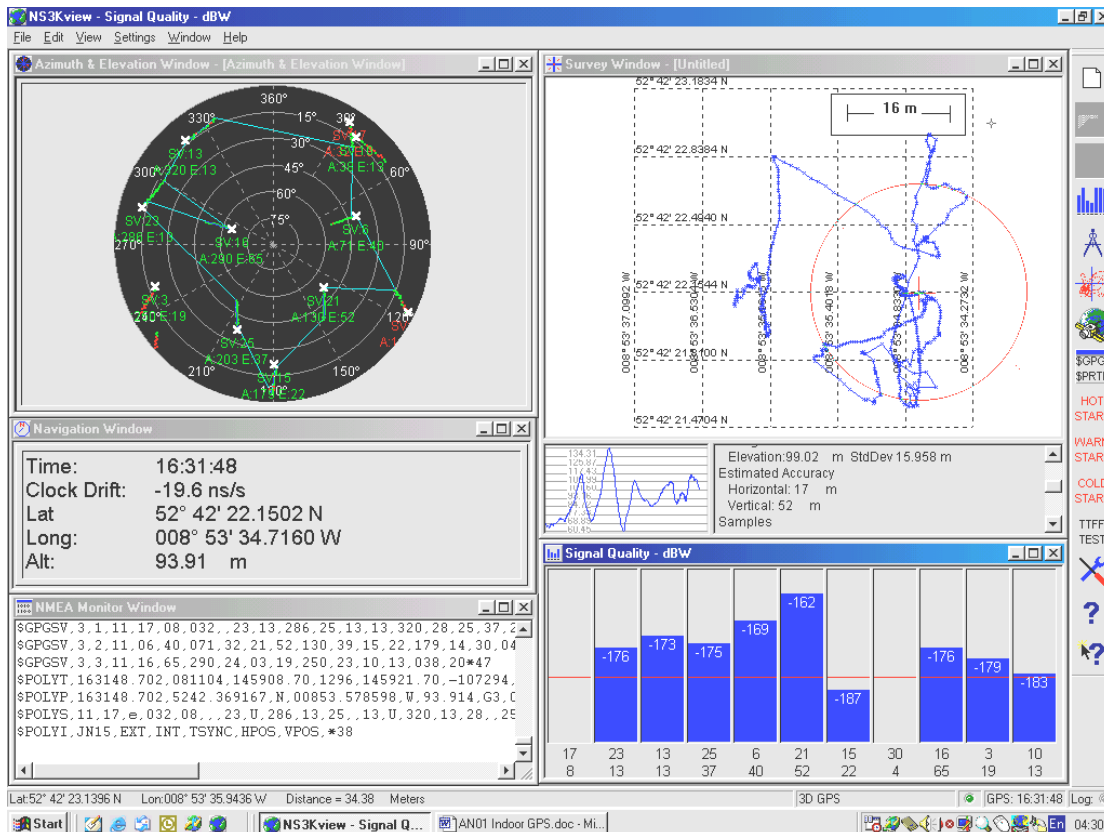 NS3Kview - Signal Quality - dBW
File Edit View Settings Window Help
Azimuth & Elevation Window - [Azimuth & Elevation Window]
360°
330°
15°
30°
30°
45°
60°
60°
75°
300°
270°
90°
120
210°
150°
SV:13
A:320 E:13
SV:10
A:38 E:13
SV:23
A:286 E:13
SV:6
A:71 E:40
SV:16
A:290 E:65
SV:3
E:19
SV:21
A:130 E:52
SV:25
A:203 E:37
SV:15
A:179 E:22
Survey Window - [Untitled]
52° 42' 23.1834 N
52° 42' 22.8384 N
52° 42' 22.4940 N
52° 42' 21.4704 N
16 m
008° 53' 37.0992 W
008° 53' 35.4018 W
008° 53' 34.2732 W
Navigation Window
Time: 16:31:48
Clock Drift: -19.6 ns/s
Lat 52° 42' 22.1502 N
Long: 008° 53' 34.7160 W
Alt: 93.91 m
134.31
125.87
117.43
Elevation:99.02 m StdDev 15.958 m
Estimated Accuracy
Horizontal: 17 m
Vertical: 52 m
Samples
NMEA Monitor Window
$GPGSV,3,1,11,17,08,032,,23,13,286,25,13,13,320,28,25,37,2
$GPGSV,3,2,11,06,40,071,32,21,52,130,39,15,22,179,14,30,04
$GPGSV,3,3,11,16,65,290,24,03,19,250,23,10,13,038,20*47
$POLYT,163148.702,081104,145908.70,1296,145921.70,-107294,
$POLYP,163148.702,5242.369167,N,00853.578598,W,93.914,G3,0
$POLYS,11,17,e,032,08,,,23,U,286,13,25,,13,U,320,13,28,,25
$POLYI,JN15,EXT,INT,TSYNC,HPOS,VPOS,*38
Signal Quality - dBW
-176 -173 -175 -169 -162 -187 -176 -179 -183
17 23 13 25 6 21 15 30 16 3 10
8 13 13 37 40 52 22 4 65 19 13
$GPG
$PRTI
HOT
START
WARM
START
COLD
START
TTFF
TEST
Lat:52° 42' 23.1396 N Lon:008° 53' 35.9436 W Distance = 34.38 Meters
3D GPS
GPS: 16:31:48
Log:
Start
NS3Kview - Signal Q...
AN01 Indoor GPS.doc - Mi...
En
04:30